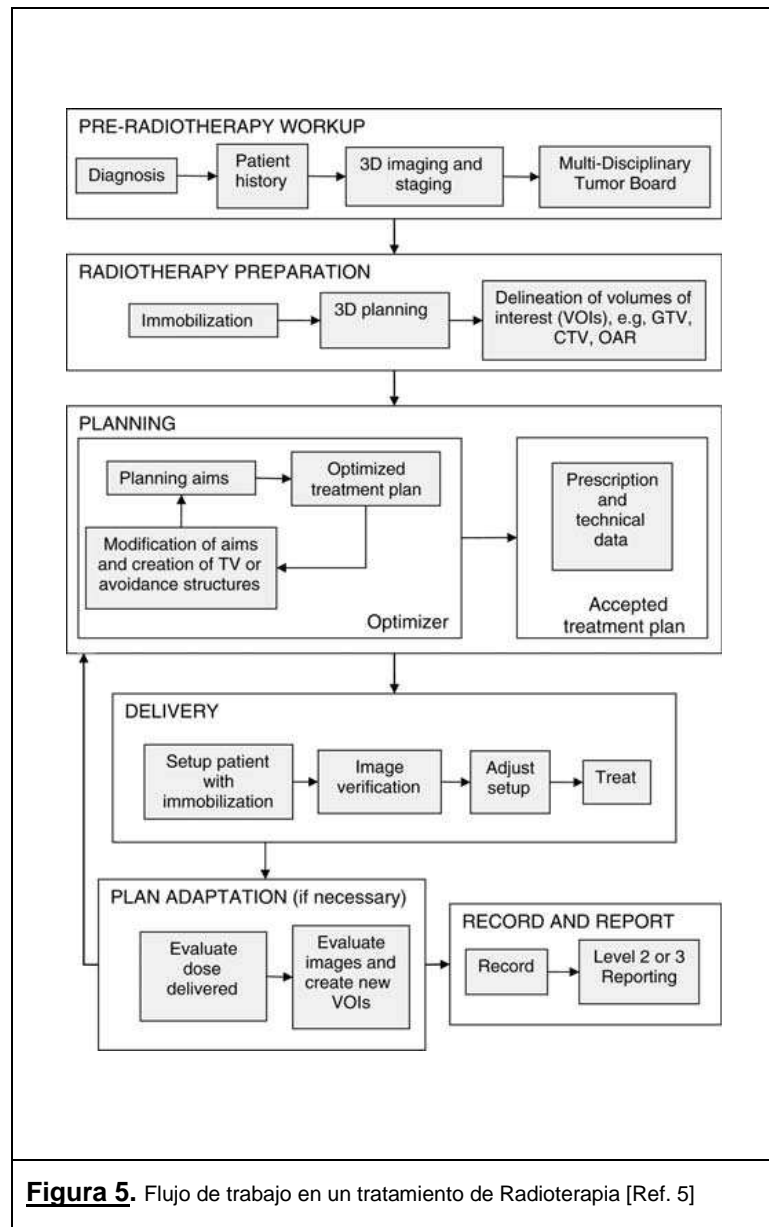 PRE-RADIOTHERAPY WORKUP
Diagnosis
Patient
history
3D imaging and
staging
Multi-Disciplinary
Tumor Board
RADIOTHERAPY PREPARATION
Immobilization
3D planning
Delineation of volumes of
interest (VOIs), e.g, GTV,
CTV, OAR
PLANNING
Planning aims
Optimized
treatment plan
Modification of aims
and creation of TV or
avoidance structures
Optimizer
Prescription
and
technical
data
Accepted
treatment plan
DELIVERY
Setup patient
with
immobilization
Image
verification
Adjust
setup
Treat
PLAN ADAPTATION (if necessary)
Evaluate
dose
delivered
Evaluate
images and
create new
VOIs
RECORD AND REPORT
Record
Level 2 or 3
Reporting
Figura 5. Flujo de trabajo en un tratamiento de Radioterapia [Ref. 5]